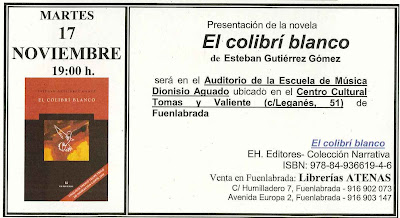 MARTES
17
NOVIEMBRE
19:00 h.
EL COLIBRÍ BLANCO
Presentación de la novela
El colibrí blanco
de Esteban Gutiérrez Gómez
será en el Auditorio de la Escuela de Música
Dionisio Aguado ubicado en el Centro Cultural
Tomas y Valiente (c/Leganés, 51) de
Fuenlabrada
El colibrí blanco
EH. Editores- Colección Narrativa
ISBN: 978-84-936619-4-6
Venta en Fuenlabrada: Librerías ATENAS
C/ Humilladero 7, Fuenlabrada - 916 902 073
Avenida Europa 2, Fuenlabrada - 916 903 147